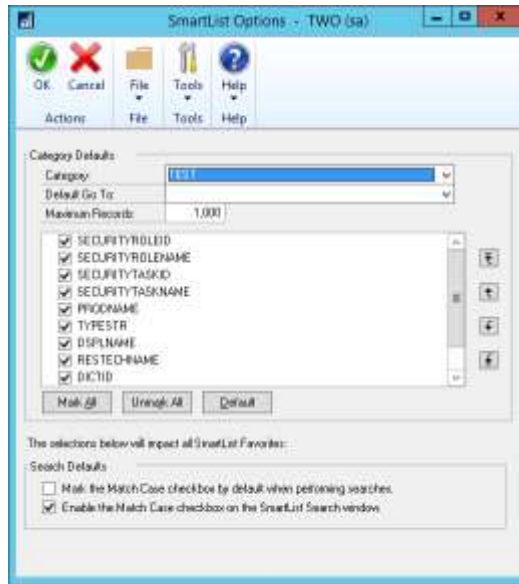 SmartList Options - TWO (sa)
OK Cancel File Tools Help
Actions File Tools Help
Category Defaults
Category: TEST
Default Go To:
Maximum Records: 1,000
SECURITYROLEID
SECURITYROLENAME
SECURITYTASKID
SECURITYTASKNAME
PRODNAME
TYPESTR
DSPLNAME
RESTECHNAME
DICTID
Mark All Unmark All Default
The selections below will impact all SmartList Favorites:
Search Defaults
Mark the Match Case checkbox by default when performing searches.
Enable the Match Case checkbox on the SmartList Search window.